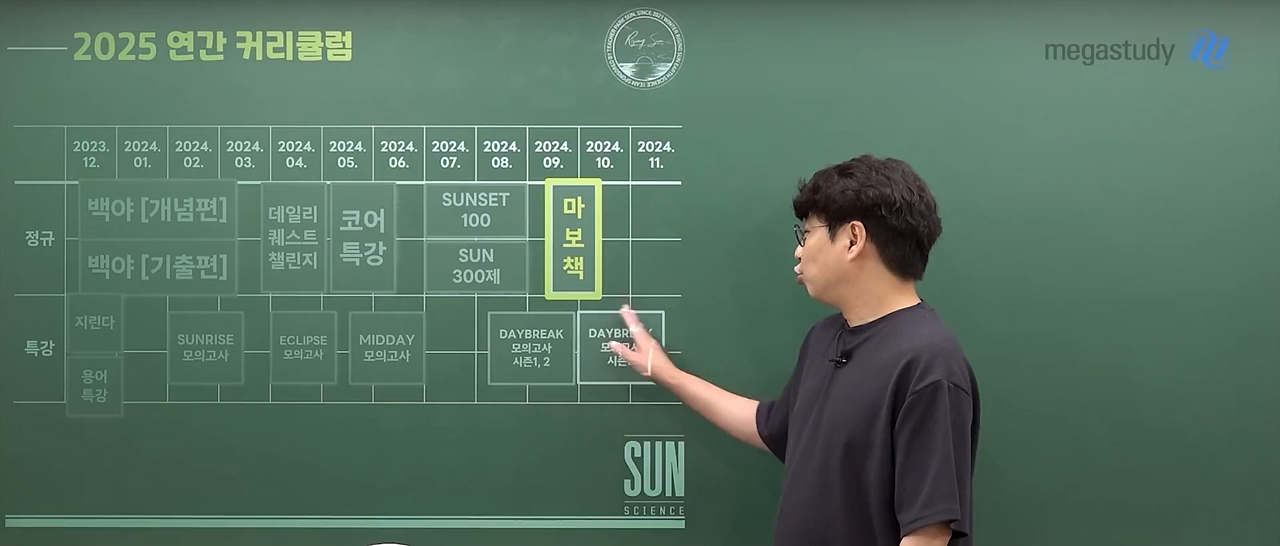 2025 연간 커리큘럼
Rising Sun
megastudy
2023. 12.
2024. 01.
2024. 02.
2024. 03.
2024. 04.
2024. 05.
2024. 06.
2024. 07.
2024. 08.
2024. 09.
2024. 10.
2024. 11.
정규
백야 [개념편]
백야 [기출편]
데일리
퀘스트
챌린지
코어
특강
SUNSET
100
SUN
300제
마
보
책
특강
지린다
용어
특강
SUNRISE
모의고사
ECLIPSE
모의고사
MIDDAY
모의고사
DAYBREAK
모의고사
시즌1, 2
SUN
SCIENCE